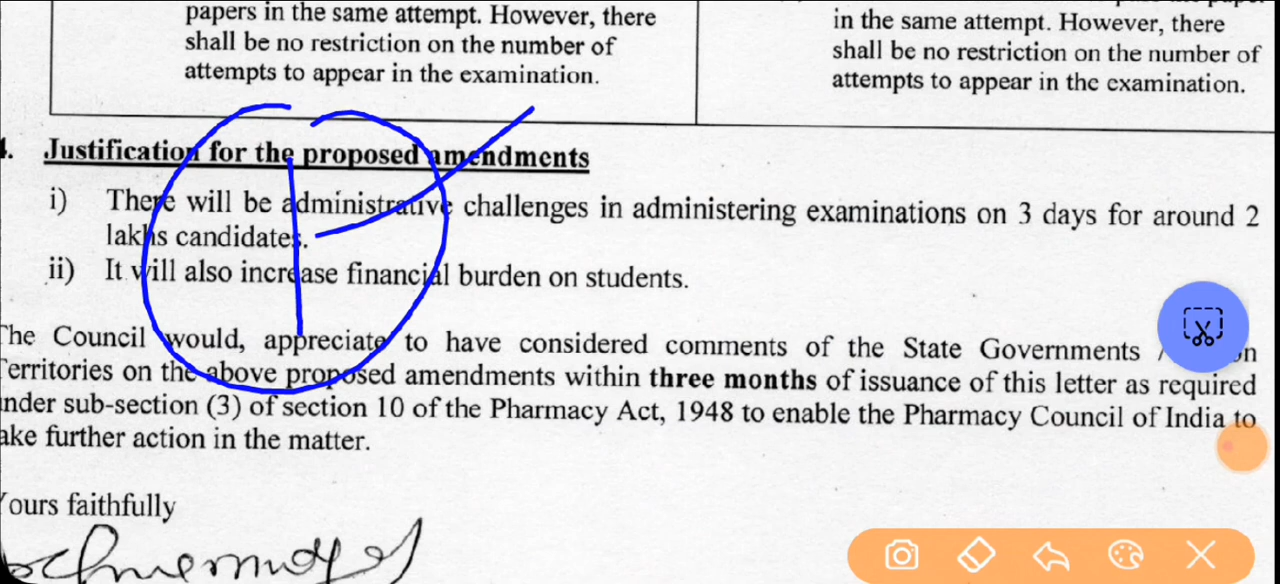 papers in the same attempt. However, there
shall be no restriction on the number of
attempts to appear in the examination.
in the same attempt. However, there
shall be no restriction on the number of
attempts to appear in the examination.
Justification for the proposed amendments
i) There will be administrative challenges in administering examinations on 3 days for around 2
lakhs candidates.
ii) It will also increase financial burden on students.
The Council would, appreciate to have considered comments of the State Governments /
Territories on the above proposed amendments within three months of issuance of this letter as required
under sub-section (3) of section 10 of the Pharmacy Act, 1948 to enable the Pharmacy Council of India to
take further action in the matter.
Yours faithfully